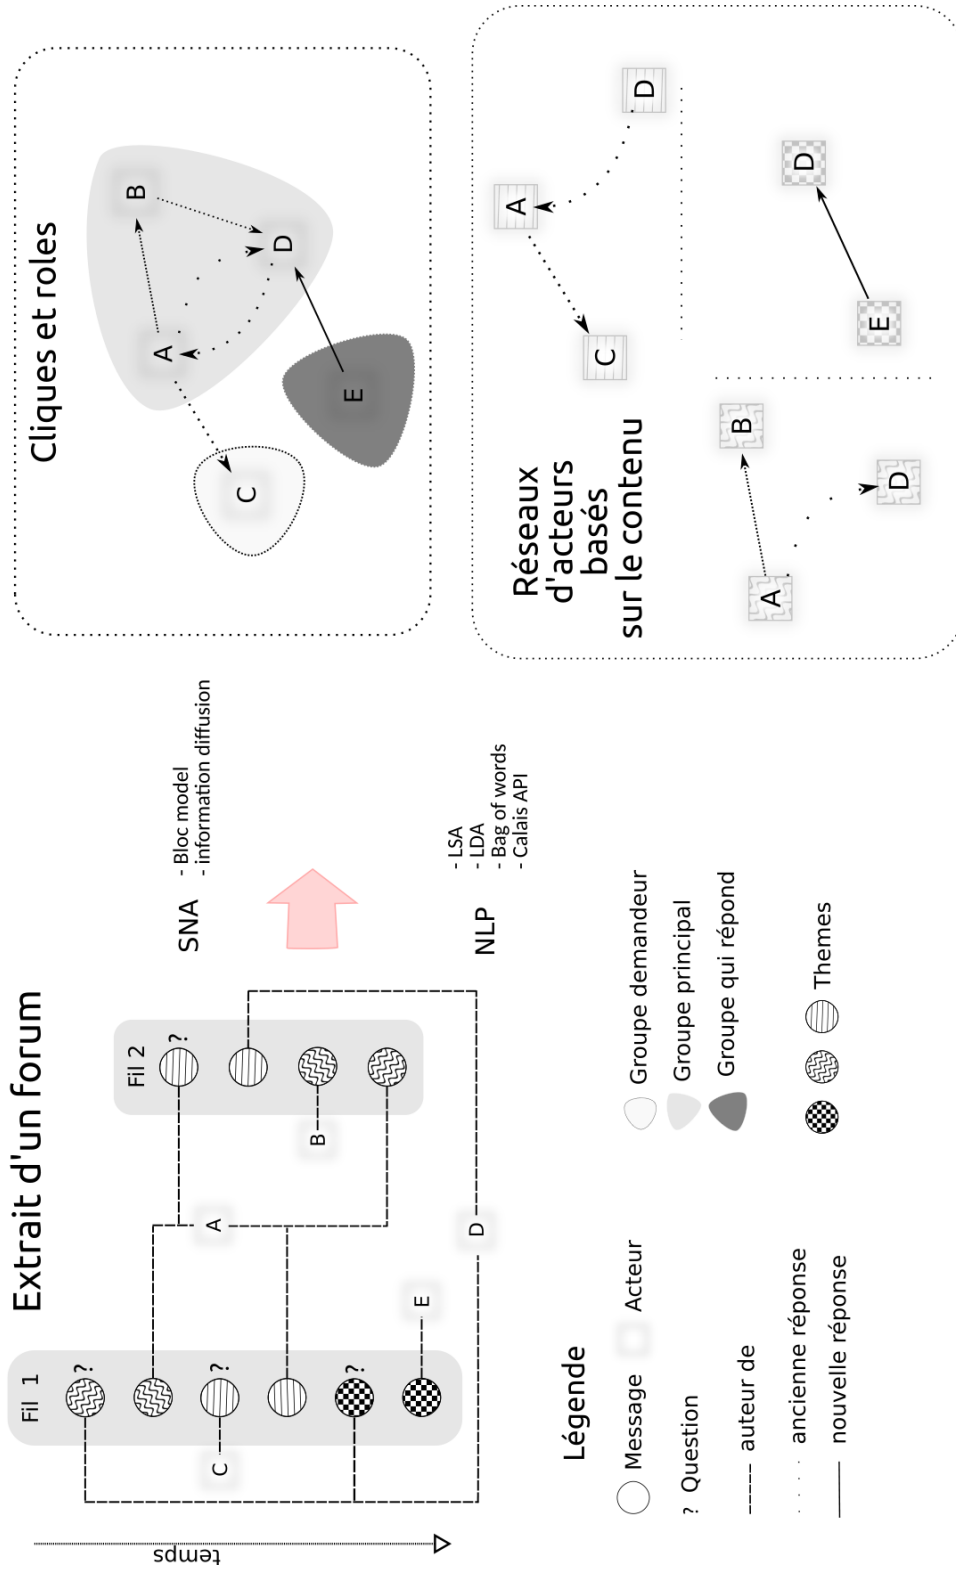 Extrait d'un forum
Fil 1
?
?
?
C
E
temps
A
D
Fil 2
?
B
SNA
- Bloc model
- information diffusion
NLP
- LSA
- LDA
- Bag of words
- Calais API
Cliques et roles
A
B
C
D
E
Réseaux
d'acteurs
basés
sur le contenu
A
C
D
A
B
D
E
D
Légende
Message
Acteur
? Question
auteur de
ancienne réponse
nouvelle réponse
Groupe demandeur
Groupe principal
Groupe qui répond
Themes